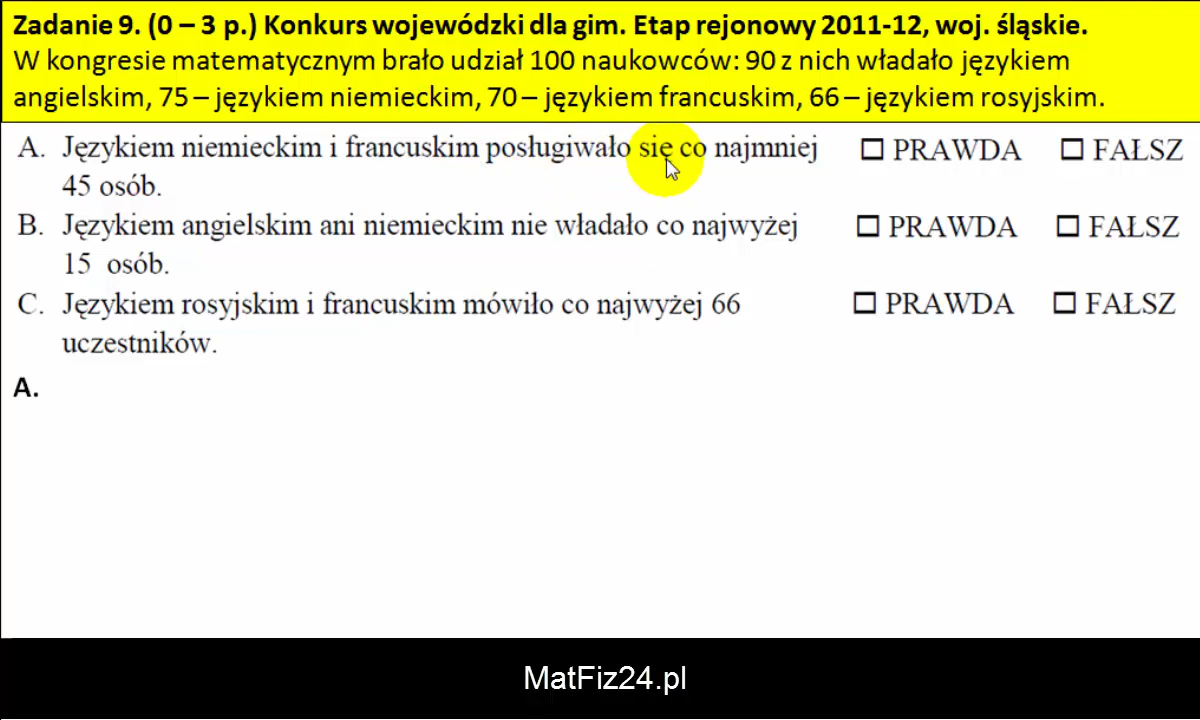 Zadanie 9. (0 – 3 p.) Konkurs wojewódzki dla gim. Etap rejonowy 2011-12, woj. śląskie.
W kongresie matematycznym brało udział 100 naukowców: 90 z nich władało językiem
angielskim, 75 – językiem niemieckim, 70 – językiem francuskim, 66 – językiem rosyjskim.
A. Językiem niemieckim i francuskim posługiwało się co najmniej ☐ PRAWDA ☐ FAŁSZ
45 osób.
B. Językiem angielskim ani niemieckim nie władało co najwyżej ☐ PRAWDA ☐ FAŁSZ
15 osób.
C. Językiem rosyjskim i francuskim mówiło co najwyżej 66 ☐ PRAWDA ☐ FAŁSZ
uczestników.
A.
MatFiz24.pl